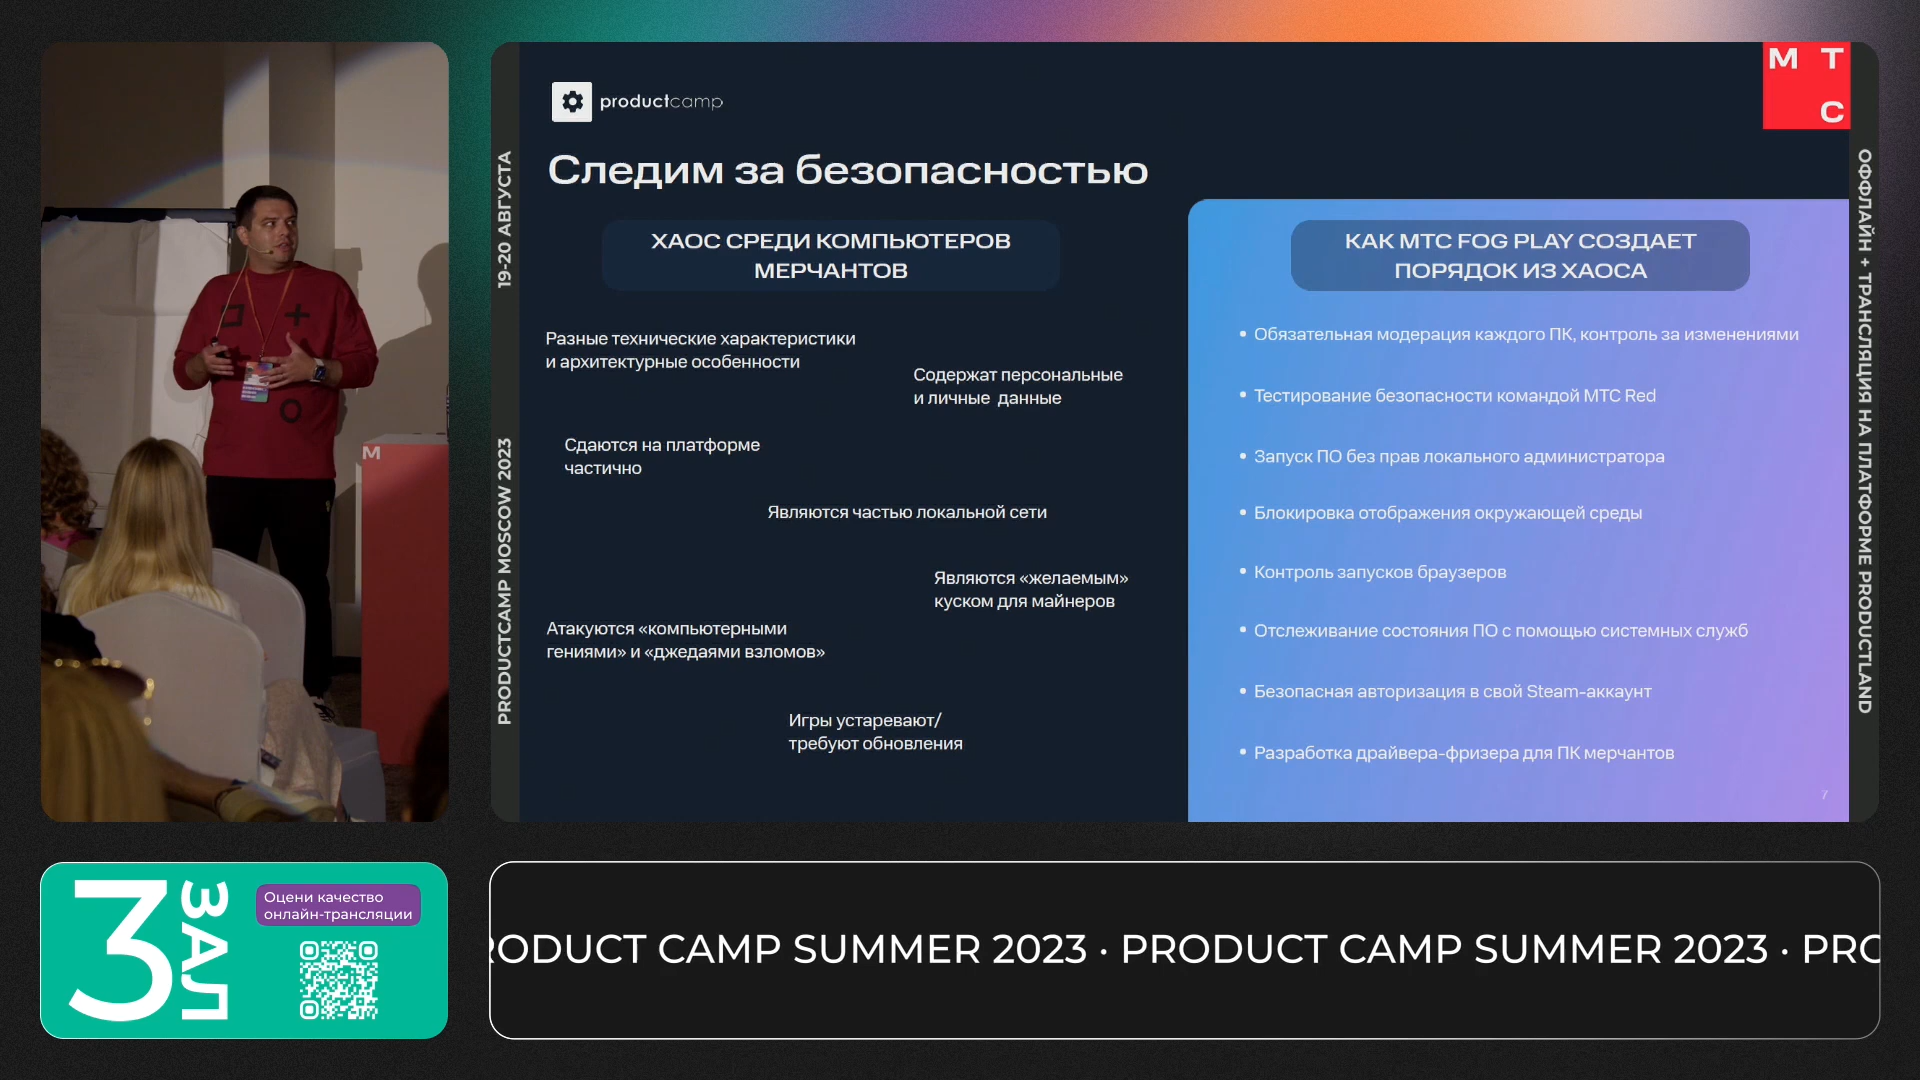 productcamp
М Т
С
Следим за безопасностью
ХАОС СРЕДИ КОМПЬЮТЕРОВ
МЕРЧАНТОВ
Разные технические характеристики
и архитектурные особенности
Содержат персональные
и личные данные
Сдаются на платформе
частично
Являются частью локальной сети
Являются «желаемым»
куском для майнеров
Атакуются «компьютерными
гениями» и «джедаями взломов»
Игры устаревают/
требуют обновления
КАК МТС FOG PLAY СОЗДАЕТ
ПОРЯДОК ИЗ ХАОСА
• Обязательная модерация каждого ПК, контроль за изменениями
• Тестирование безопасности командой МТС Red
• Запуск ПО без прав локального администратора
• Блокировка отображения окружающей среды
• Контроль запусков браузеров
• Отслеживание состояния ПО с помощью системных служб
• Безопасная авторизация в свой Steam-аккаунт
• Разработка драйвера-фризера для ПК мерчантов
7
19-20 АВГУСТА
PRODUCTCAMP MOSCOW 2023
ОФФЛАЙН + ТРАНСЛЯЦИЯ НА ПЛАТФОРМЕ PRODUCTLAND
М
3 ЗАЛ
Оцени качество
онлайн-трансляции
RODUCT CAMP SUMMER 2023 · PRODUCT CAMP SUMMER 2023 · PRO